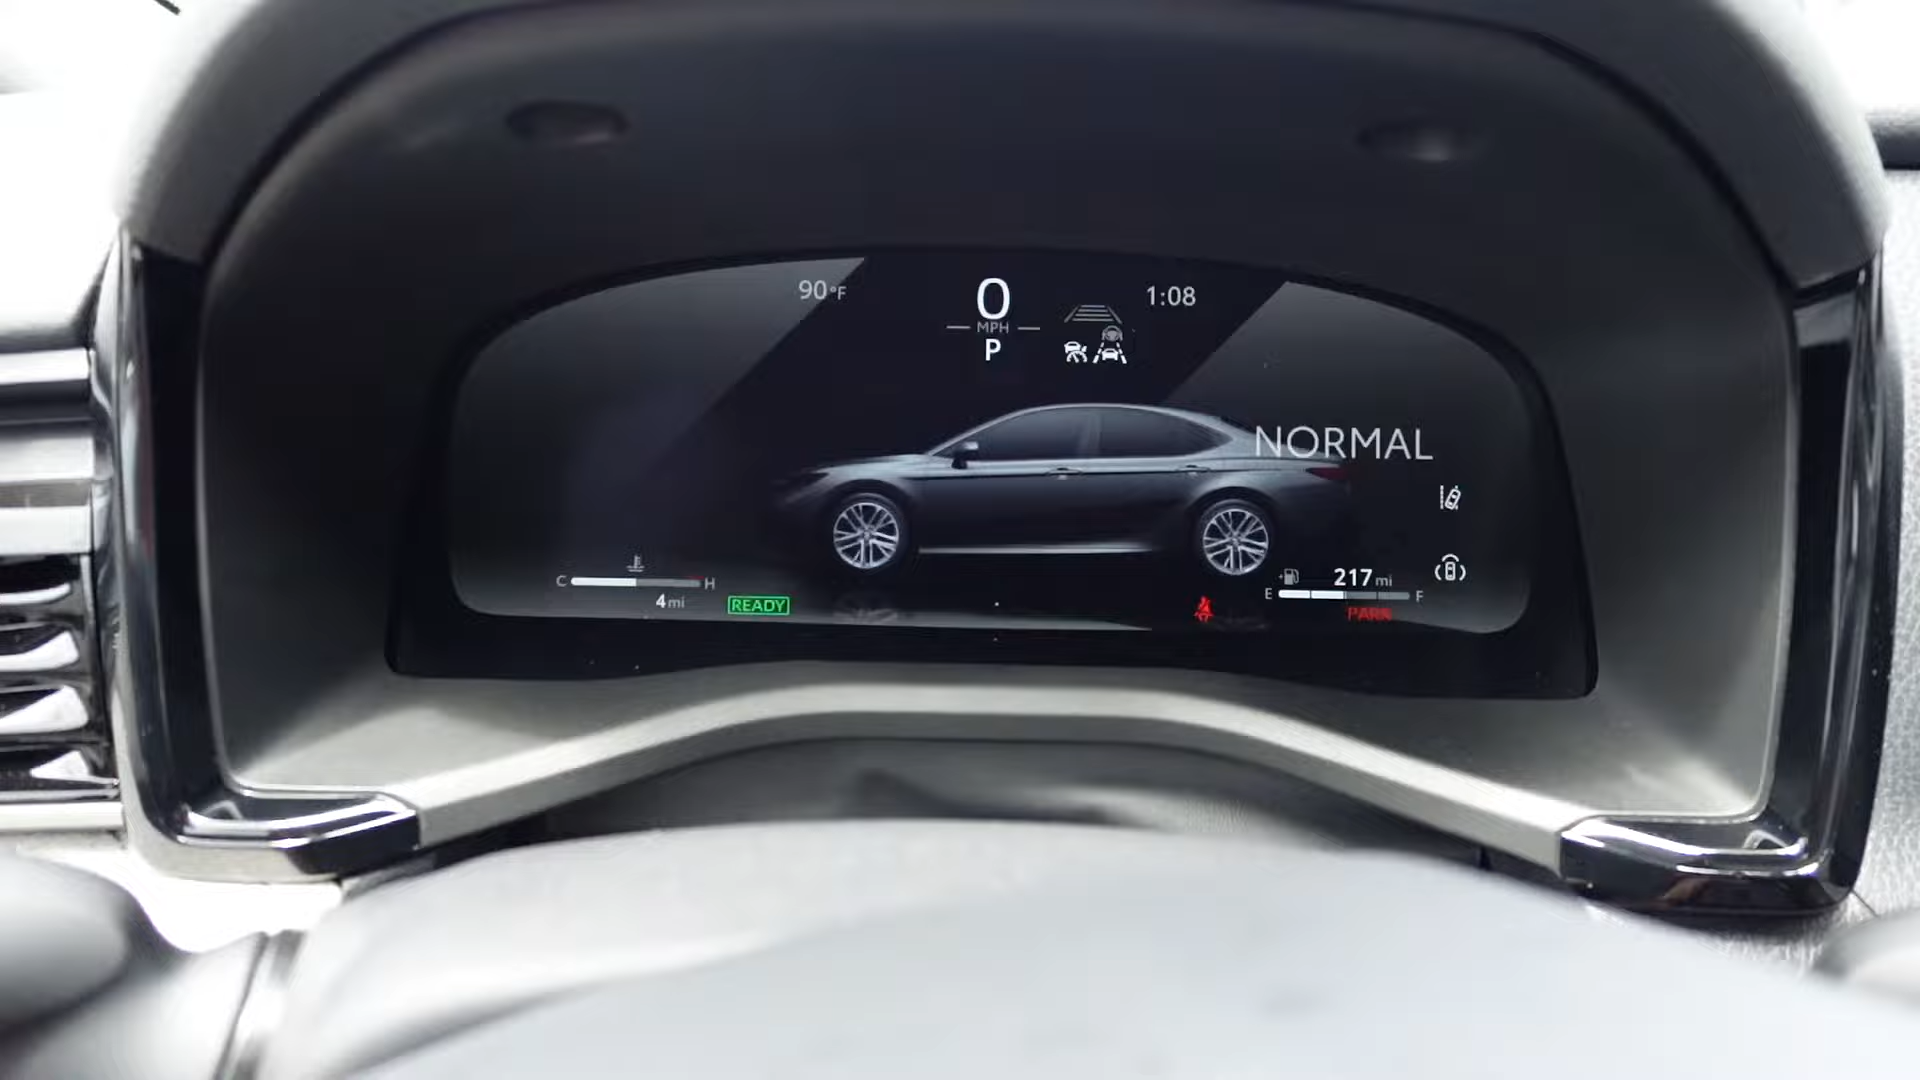 90°F
0
MPH
P
1:08
NORMAL
C H
4 mi
READY
217 mi
E F
PARK